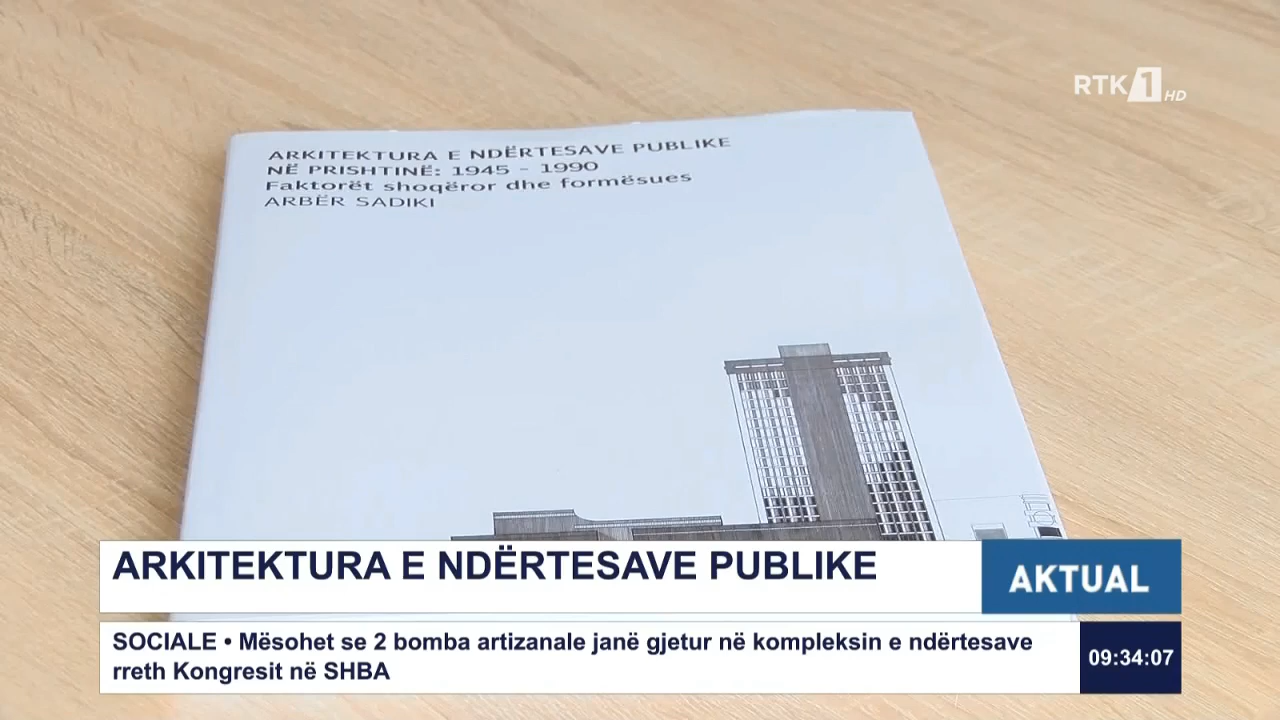 RTK 1 HD
ARKITEKTURA E NDËRTESAVE PUBLIKE
NË PRISHTINË: 1945 - 1990
Faktorët shoqëror dhe formësues
ARBËR SADIKI
ARKITEKTURA E NDËRTESAVE PUBLIKE
AKTUAL
SOCIALE • Mësohet se 2 bomba artizanale janë gjetur në kompleksin e ndërtesave
rreth Kongresit në SHBA
09:34:07